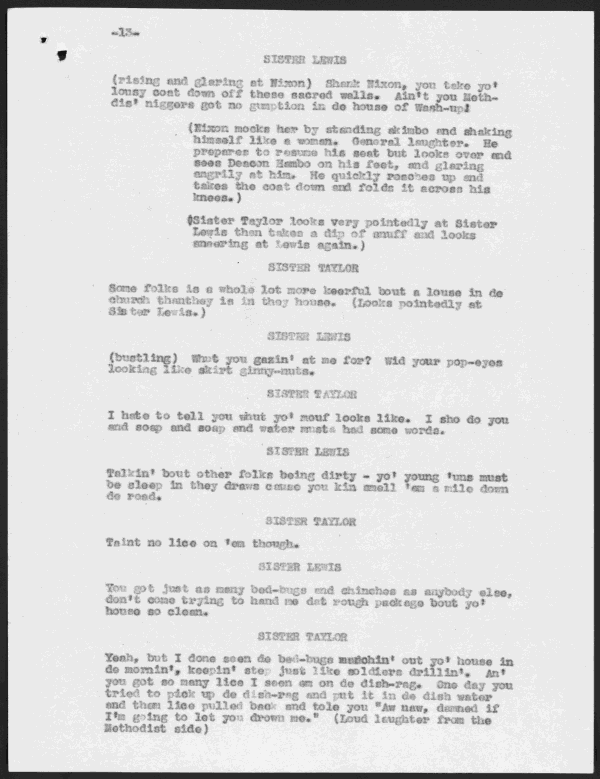 -13-
SISTER LEWIS
(rising and glaring at Nixon) Shank Nixon, you take yo'
lousy coat down off these sacred walls. Ain't you Meth-
dis' niggers got no gumption in de house of Wash-up!
(Nixon mocks her by standing akimbo and shaking
himself like a woman. General laughter. He
prepares to resume his seat but looks over and
sees Deacon Hambo on his feet, and glaring
angrily at him. He quickly reaches up and
takes the coat down and folds it across his
knees.)
(Sister Taylor looks very pointedly at Sister
Lewis then takes a dip of snuff and looks
sneering at Lewis again.)
SISTER TAYLOR
Some folks is a whole lot more keerful bout a louse in de
church thanthey is in they house. (Looks pointedly at
Sister Lewis.)
SISTER LEWIS
(bustling) Whut you gazin' at me for? Wid your pop-eyes
looking like skirt ginny-nuts.
SISTER TAYLOR
I hate to tell you whut yo' mouf looks like. I sho do you
and soap and soap and water musta had some words.
SISTER LEWIS
Talkin' bout other folks being dirty - yo' young 'uns must
be sleep in they draws cause you kin smell 'em a mile down
de road.
SISTER TAYLOR
Taint no lice on 'em though.
SISTER LEWIS
You got just as many bed-bugs and chinches as anybody else,
don't come trying to hand me dat rough package bout yo'
house so clean.
SISTER TAYLOR
Yeah, but I done seen de bed-bugs marchin' out yo' house in
de mornin', keepin' step just like soldiers drillin'. An'
you got so many lice I seen em on de dish-rag. One day you
tried to pick up de dish-rag and put it in de dish water
and them lice pulled back and tole you "Aw naw, damned if
I'm going to let you drown me." (Loud laughter from the
Methodist side)